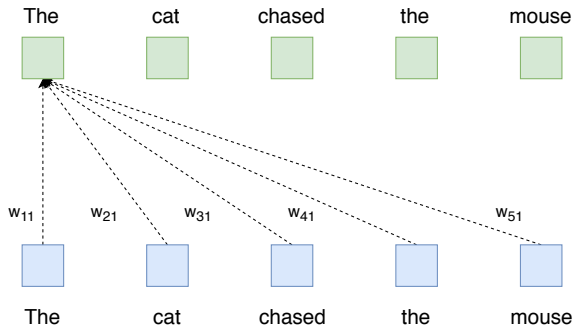 The cat chased the mouse
w11 w21 w31 w41 w51
The cat chased the mouse